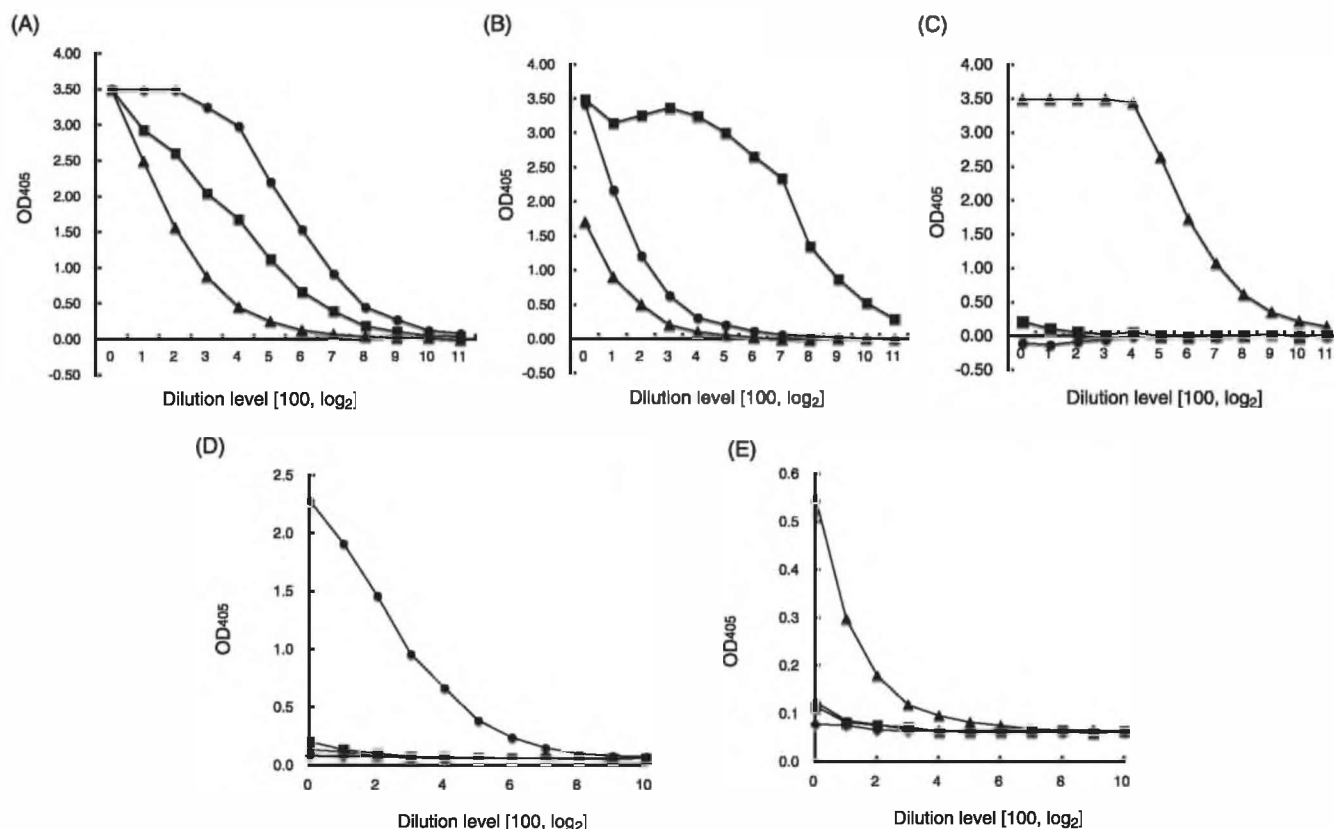 (A)
4.00
3.50
3.00
2.50
2.00
1.50
1.00
0.50
0.00
-0.50
OD405
0 1 2 3 4 5 6 7 8 9 10 11
Dilution level [100, log2]
(B)
4.00
3.50
3.00
2.50
2.00
1.50
1.00
0.50
0.00
-0.50
OD405
0 1 2 3 4 5 6 7 8 9 10 11
Dilution level [100, log2]
(C)
4.00
3.50
3.00
2.50
2.00
1.50
1.00
0.50
0.00
-0.50
OD405
0 1 2 3 4 5 6 7 8 9 10 11
Dilution level [100, log2]
(D)
2.5
2.0
1.5
1.0
0.5
0.0
OD405
0 2 4 6 8 10
Dilution level [100, log2]
(E)
0.6
0.5
0.4
0.3
0.2
0.1
0.0
OD405
0 2 4 6 8 10
Dilution level [100, log2]